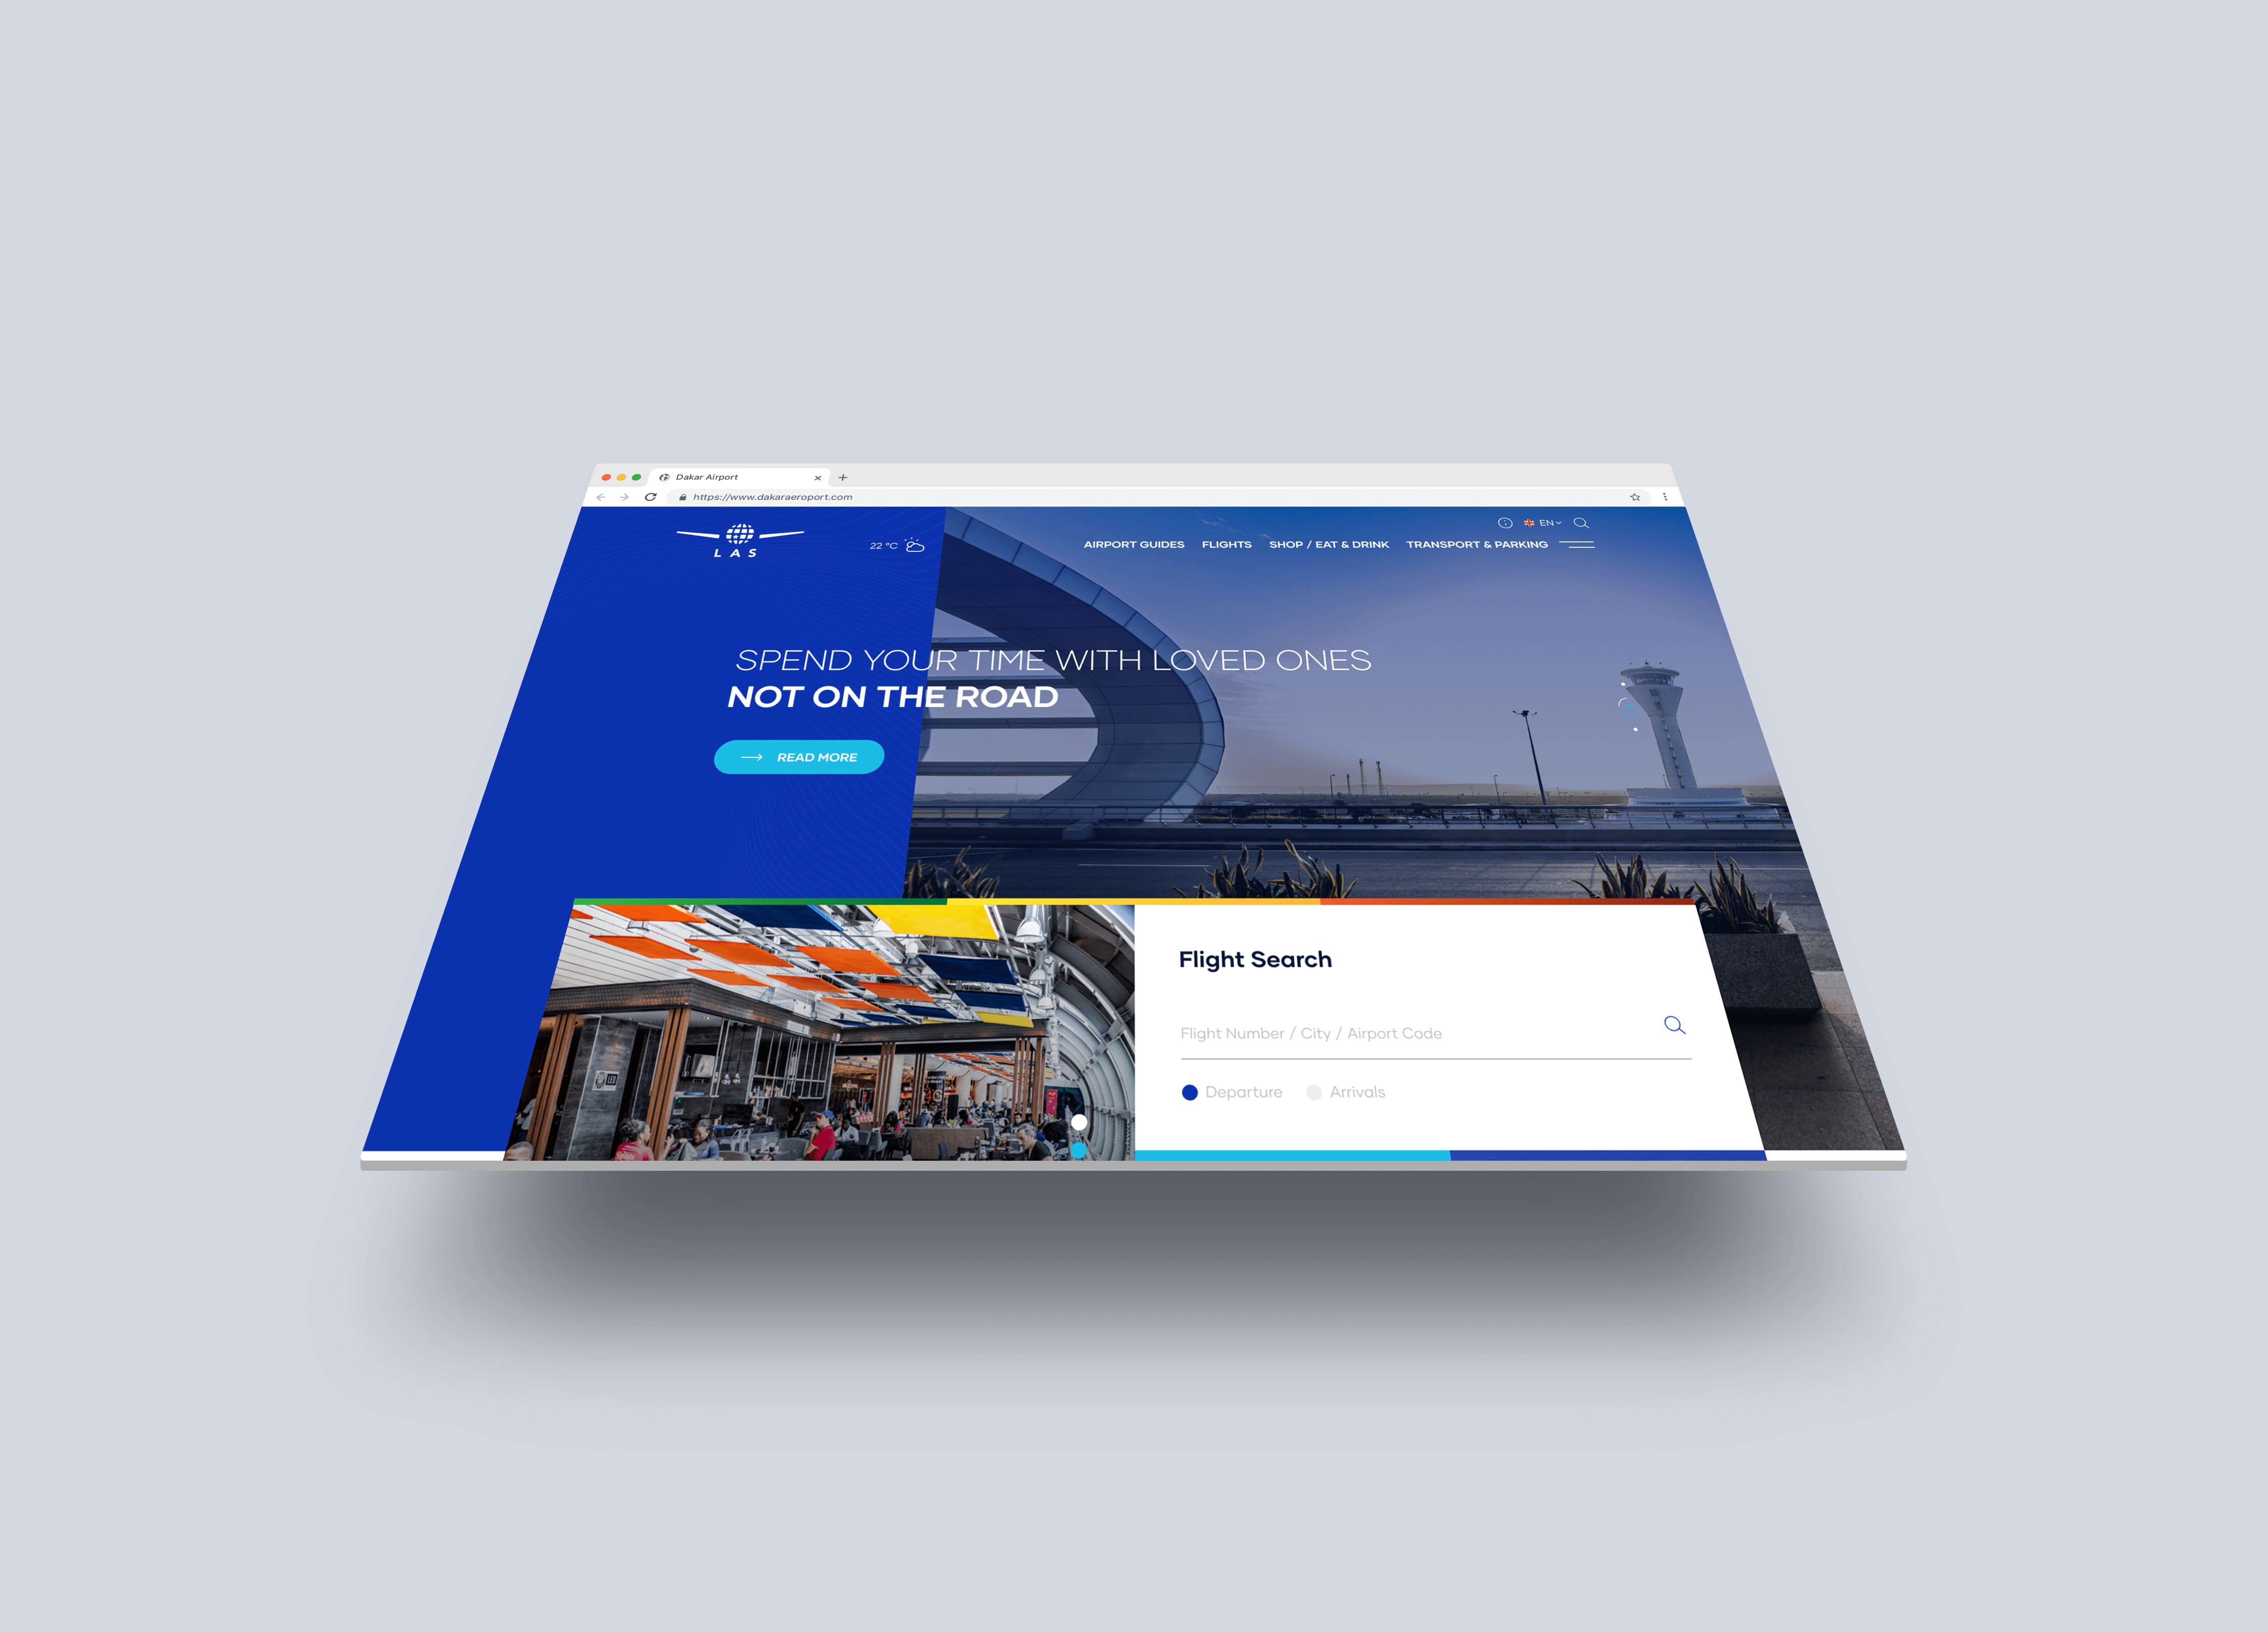 Dakar Airport
https://www.dakaraeroport.com
EN
LAS
22 °C
AIRPORT GUIDES FLIGHTS SHOP / EAT & DRINK TRANSPORT & PARKING
SPEND YOUR TIME WITH LOVED ONES
NOT ON THE ROAD
READ MORE
Flight Search
Flight Number / City / Airport Code
Departure Arrivals